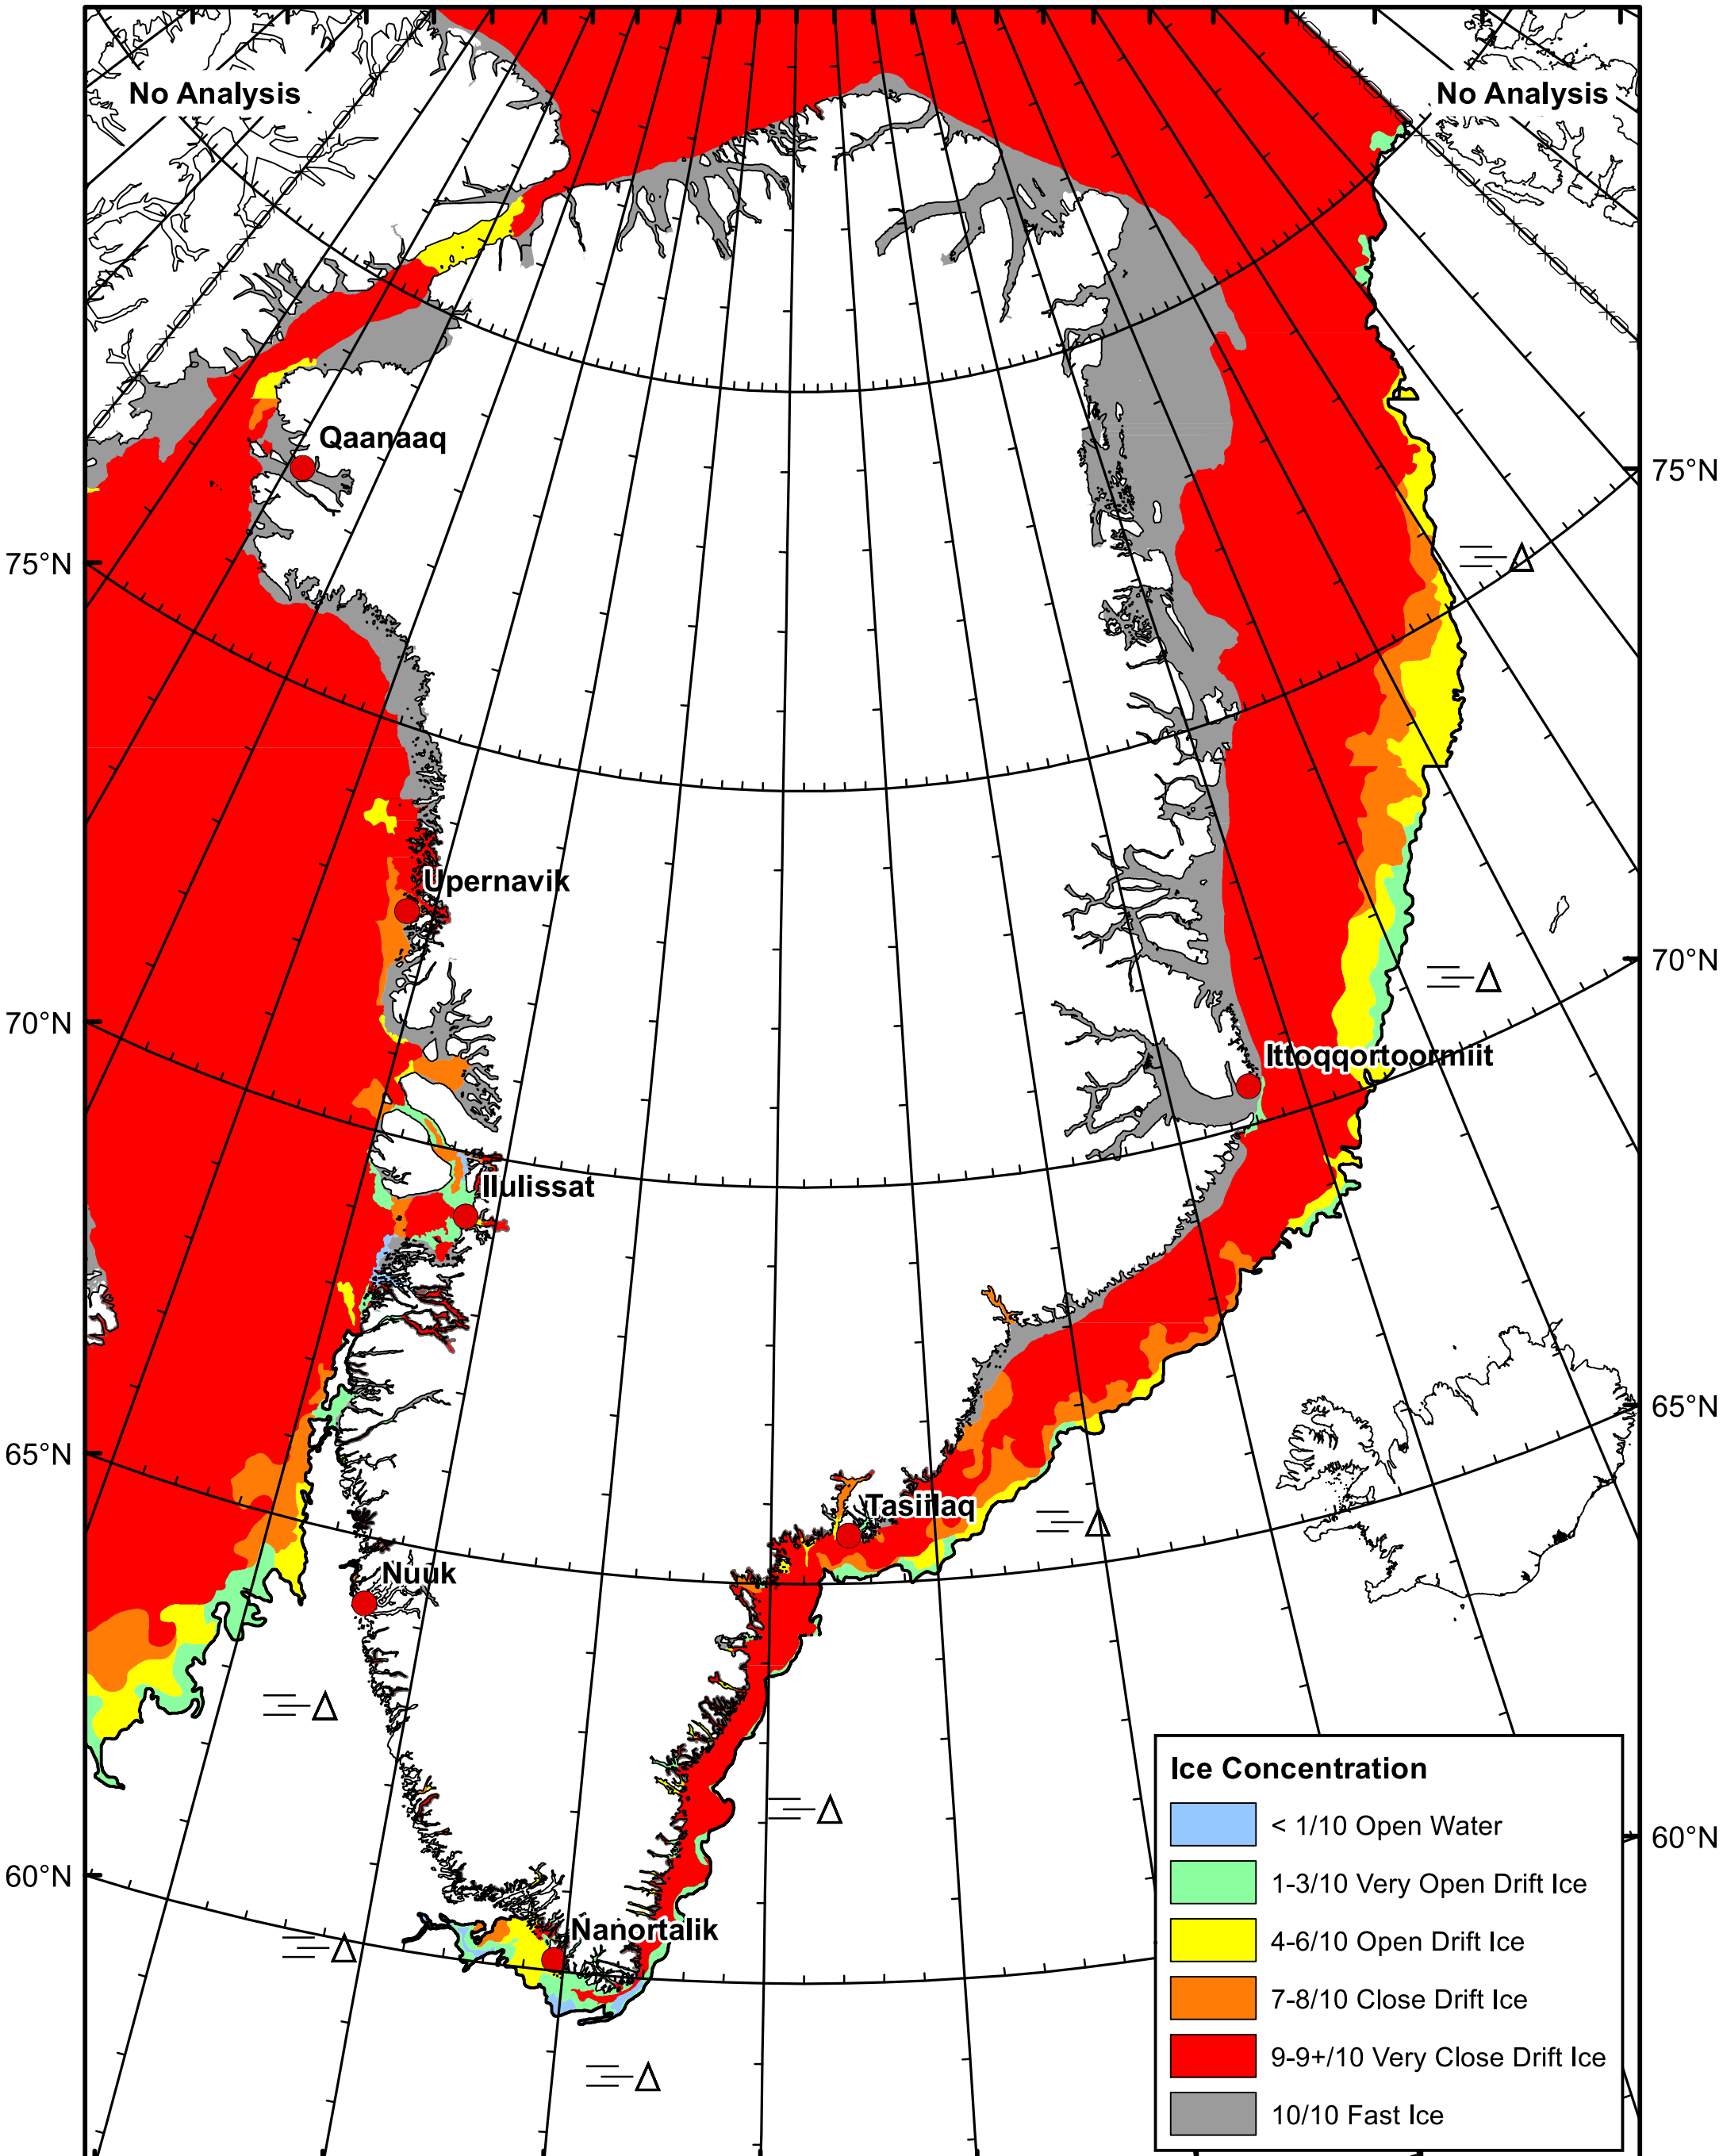 No Analysis
No Analysis
Qaanaaq
75°N
75°N
Upernavik
70°N
70°N
Ittoqqortoormiit
Ilulissat
65°N
65°N
Tasiilaq
Nuuk
60°N
60°N
Nanortalik
Ice Concentration
< 1/10 Open Water
1-3/10 Very Open Drift Ice
4-6/10 Open Drift Ice
7-8/10 Close Drift Ice
9-9+/10 Very Close Drift Ice
10/10 Fast Ice